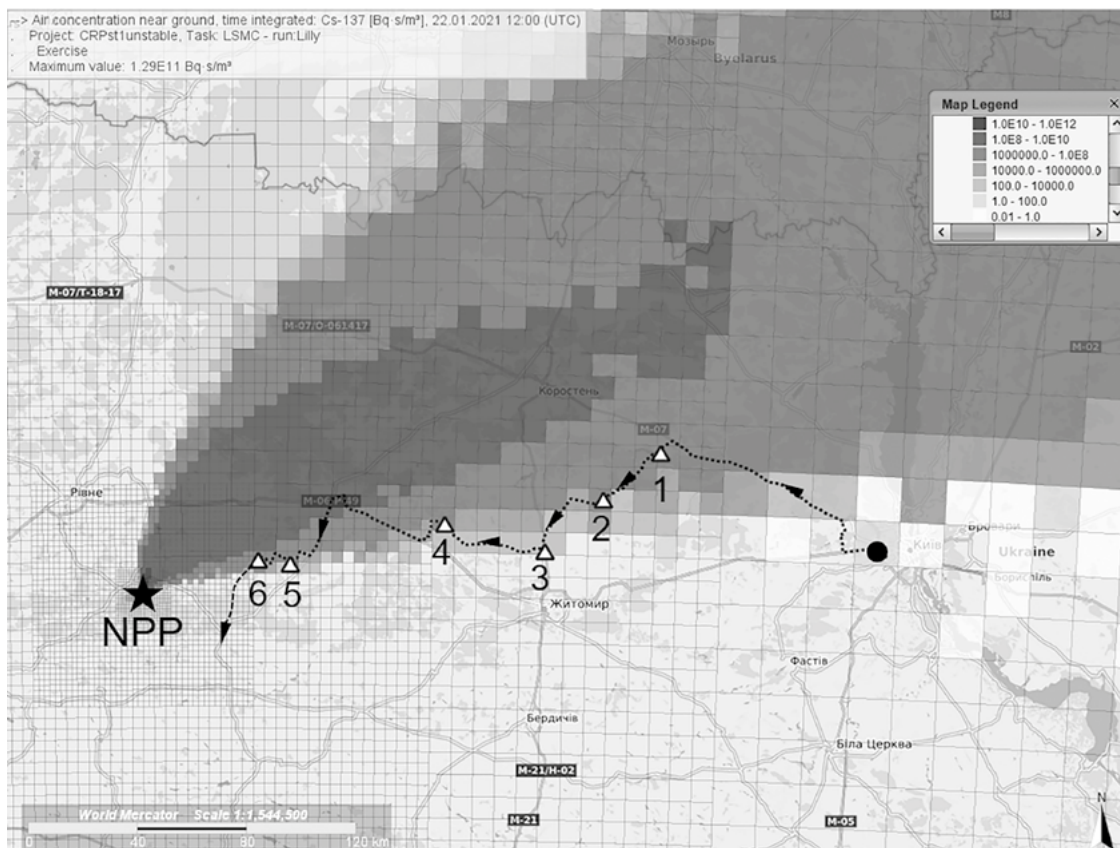 => Air concentration near ground, time integrated: Cs-137 [Bq·s/m³], 22.01.2021 12:00 (UTC)
Project: CRPst1unstable, Task: LSMC - run:Lilly
Exercise
Maximum value: 1.29E11 Bq·s/m³
M8
Мозырь
Byelarus
Map Legend
1.0E10 - 1.0E12
1.0E8 - 1.0E10
1000000.0 - 1.0E8
10000.0 - 1000000.0
100.0 - 10000.0
1.0 - 100.0
0.01 - 1.0
M-07/T-18-17
M-07/O-061417
M-02
Коростень
M-07
1
Рівне
2
4
3
Бровари
Київ
Ukraine
Бориспіль
6
5
NPP
Житомир
Фастів
Бердичів
Біла Церква
M-21/H-02
World Mercator Scale 1:1,544,500
0 40 80 120 km
M-21
M-05
N